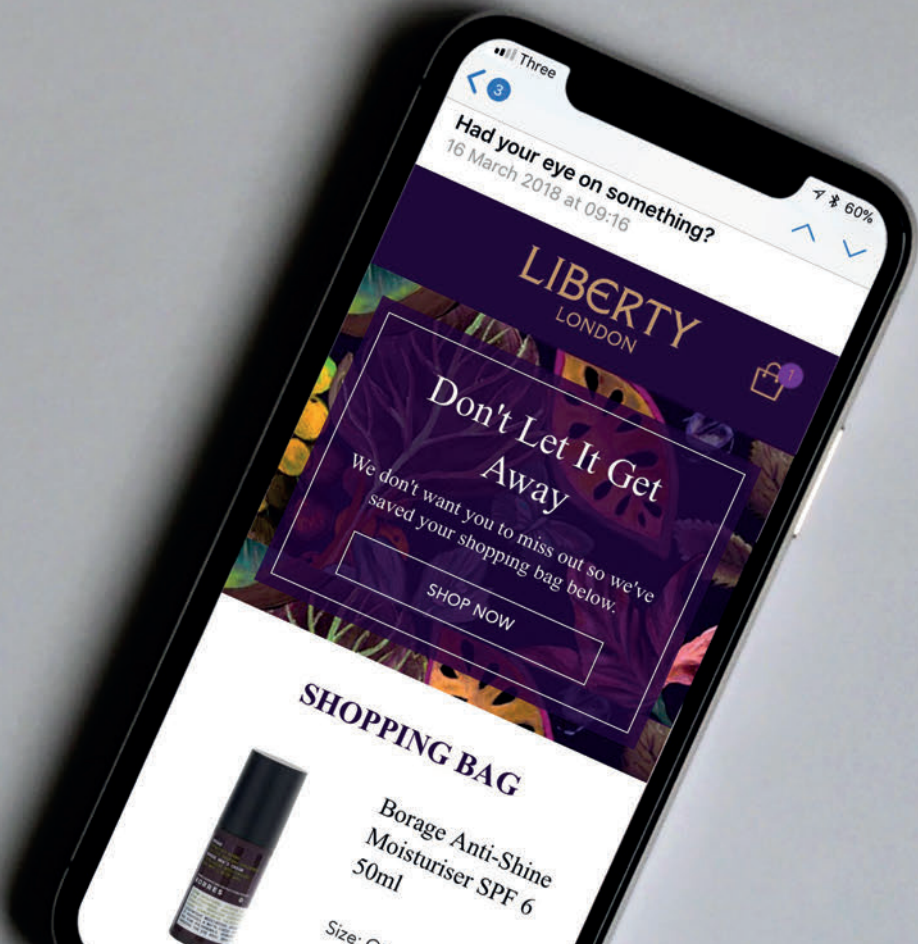 Three
60%
3
Had your eye on something?
16 March 2018 at 09:16
LIBERTY
LONDON
1
Don't Let It Get
Away
We don't want you to miss out so we've
saved your shopping bag below.
SHOP NOW
SHOPPING BAG
Borage Anti-Shine
Moisturiser SPF 6
50ml
Size: